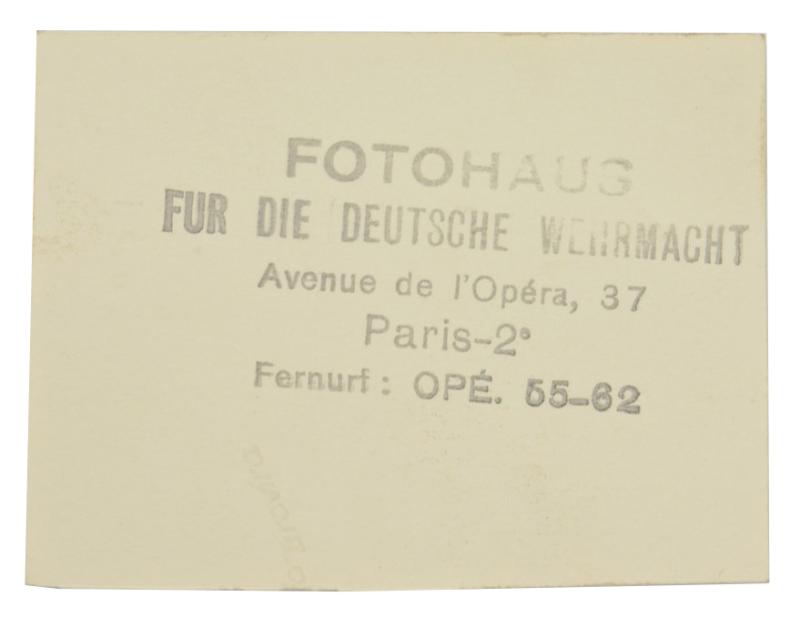 FOTOHAUS
FUR DIE DEUTSCHE WEHRMACHT
Avenue de l'Opéra, 37
Paris-2e
Fernurf : OPÉ. 55-62